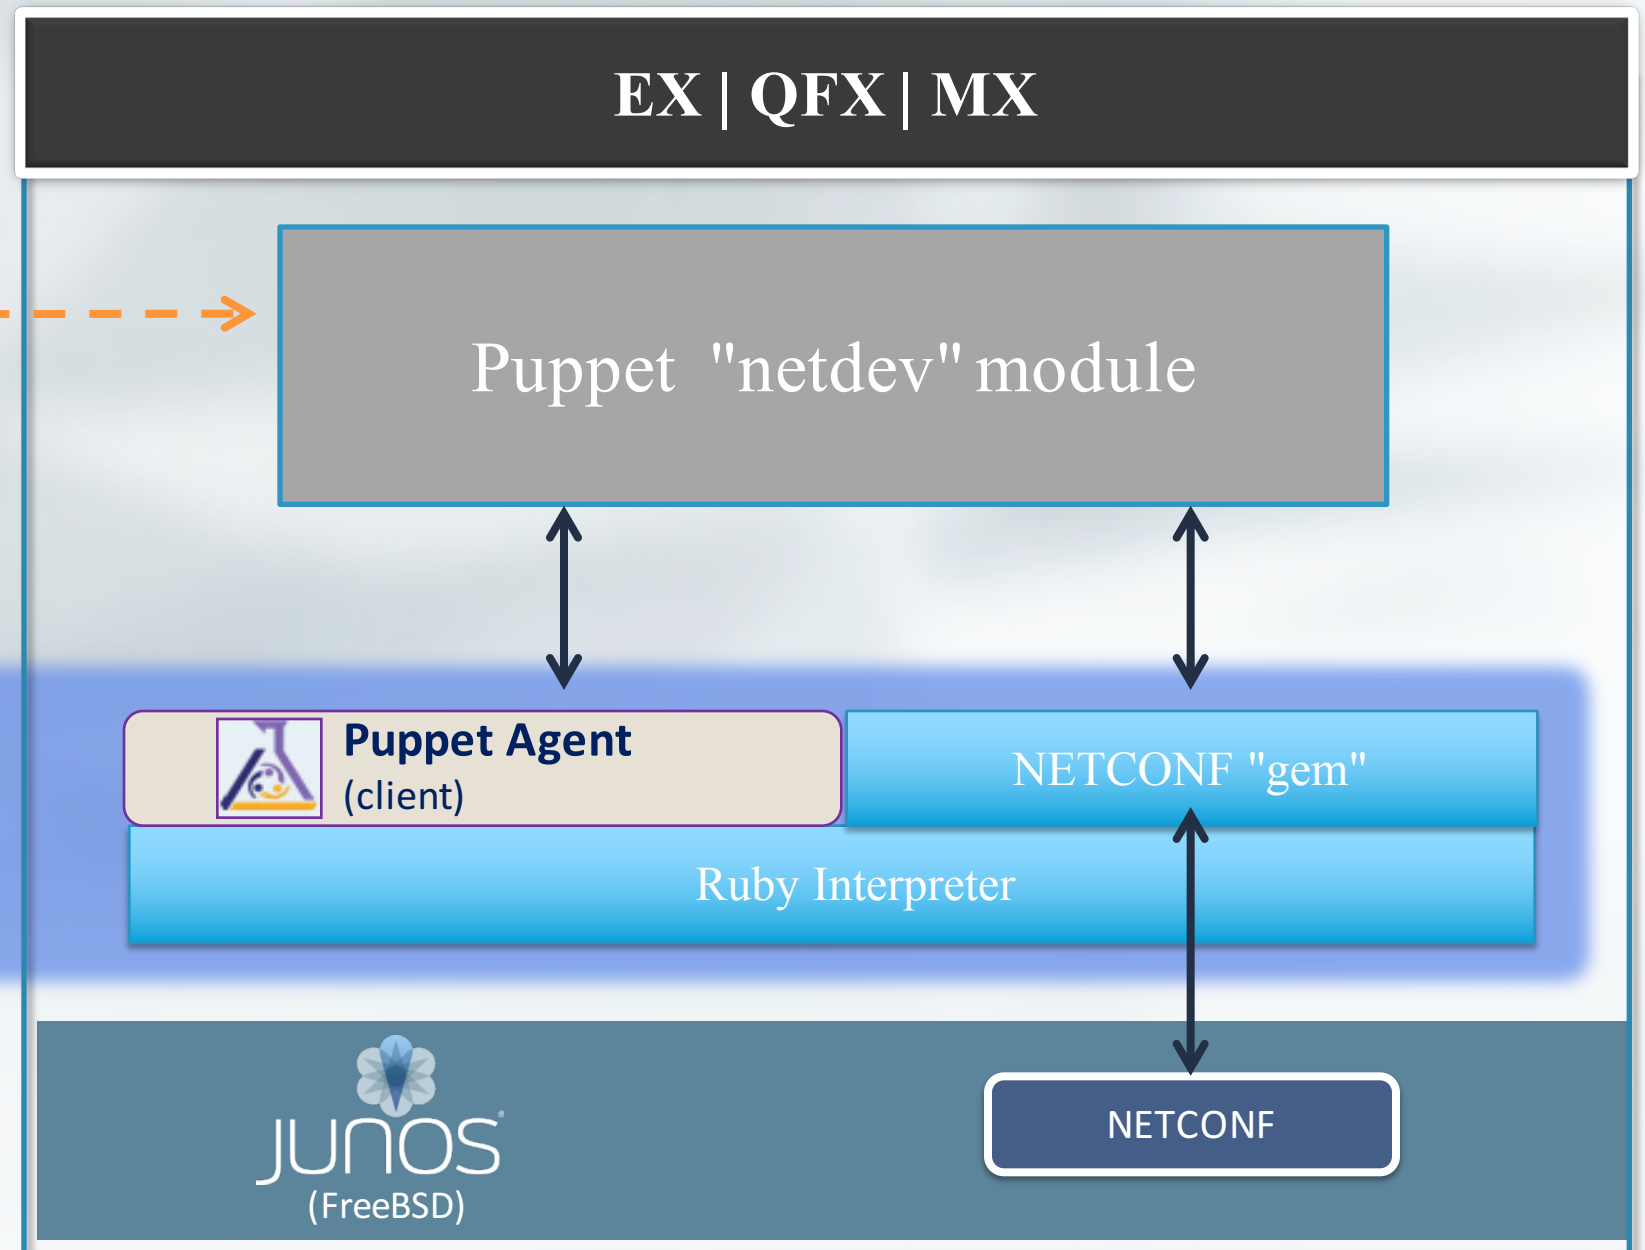 EX | QFX | MX
Puppet "netdev" module
Puppet Agent
(client)
NETCONF "gem"
Ruby Interpreter
JUNOS®
(FreeBSD)
NETCONF